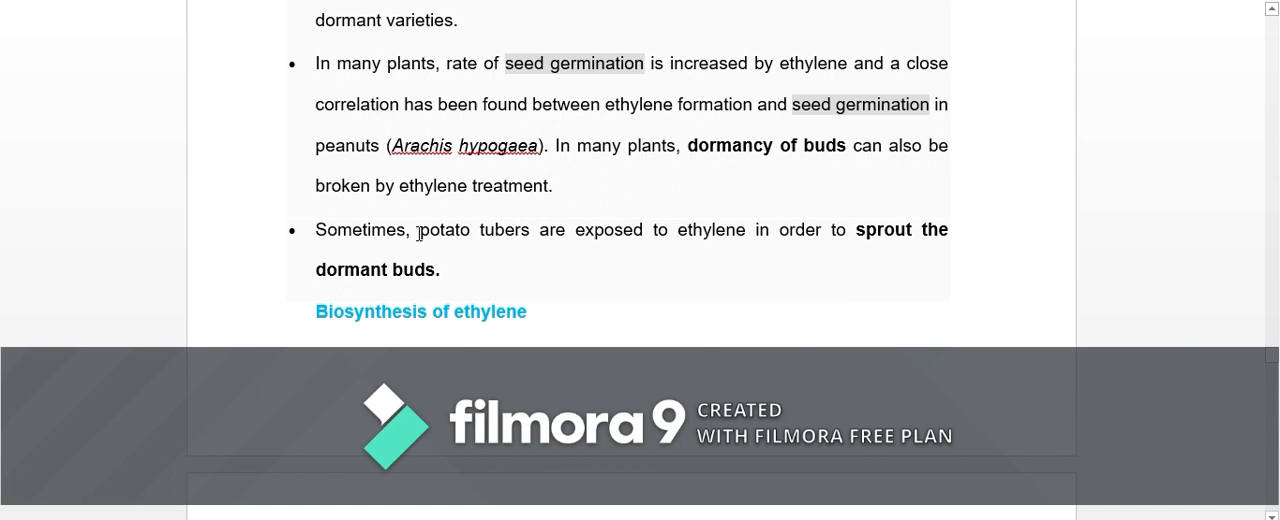 dormant varieties.
• In many plants, rate of seed germination is increased by ethylene and a close
correlation has been found between ethylene formation and seed germination in
peanuts (Arachis hypogaea). In many plants, dormancy of buds can also be
broken by ethylene treatment.
• Sometimes, potato tubers are exposed to ethylene in order to sprout the
dormant buds.
Biosynthesis of ethylene
filmora 9 CREATED
WITH FILMORA FREE PLAN